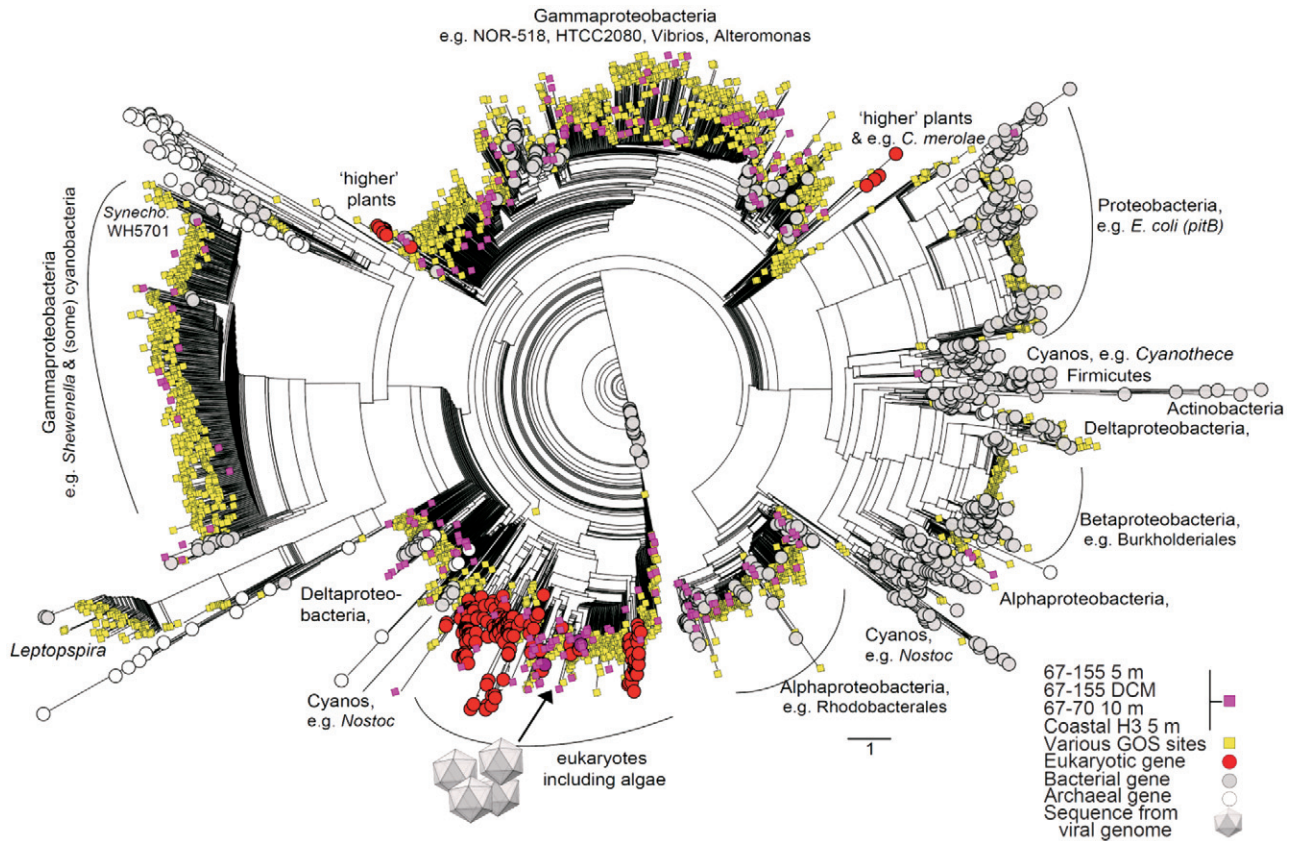 Gammaproteobacteria
e.g. NOR-518, HTCC2080, Vibrios, Alteromonas
'higher' plants
& e.g. C. merolae
'higher'
plants
Synecho.
WH5701
Gammaproteobacteria
e.g. Shewenella & (some) cyanobacteria
Proteobacteria,
e.g. E. coli (pitB)
Cyanos, e.g. Cyanothece
Firmicutes
Actinobacteria
Deltaproteobacteria,
Betaproteobacteria,
e.g. Burkholderiales
Alphaproteobacteria,
Cyanos,
e.g. Nostoc
Alphaproteobacteria,
e.g. Rhodobacterales
1
Deltaproteo-
bacteria,
Leptopspira
Cyanos,
e.g. Nostoc
eukaryotes
including algae
67-155 5 m
67-155 DCM
67-70 10 m
Coastal H3 5 m
Various GOS sites
Eukaryotic gene
Bacterial gene
Archaeal gene
Sequence from
viral genome